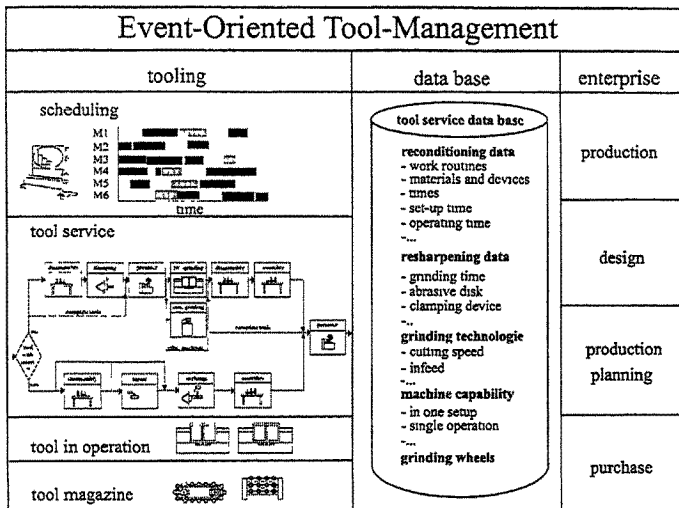 Event-Oriented Tool-Management
tooling
data base
enterprise
scheduling
M1
M2
M3
M4
M5
M6
time
tool service
tool in operation
tool magazine
tool service data base
reconditioning data
- work routines
- materials and devices
- times
- set-up time
- operating time
-...
resharpening data
- grinding time
- abrasive disk
- clamping device
-..
grinding technologie
- cutting speed
- infeed
-...
machine capability
- in one setup
- single operation
-...
grinding wheels
production
design
production
planning
purchase